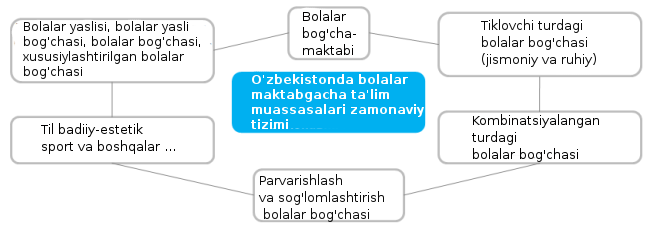 Bolalar yaslisi, bolalar yasli
bog'chasi, bolalar bog'chasi,
xususiylashtirilgan bolalar
bog'chasi
Bolalar
bog'cha-
maktabi
Tiklovchi turdagi
bolalar bog'chasi
(jismoniy va ruhiy)
O'zbekistonda bolalar
maktabgacha ta'lim
muassasalari zamonaviy
tizimi
Til badiiy-estetik
sport va boshqalar ...
Kombinatsiyalangan
turdagi
bolalar bog'chasi
Parvarishlash
va sog'lomlashtirish
bolalar bog'chasi